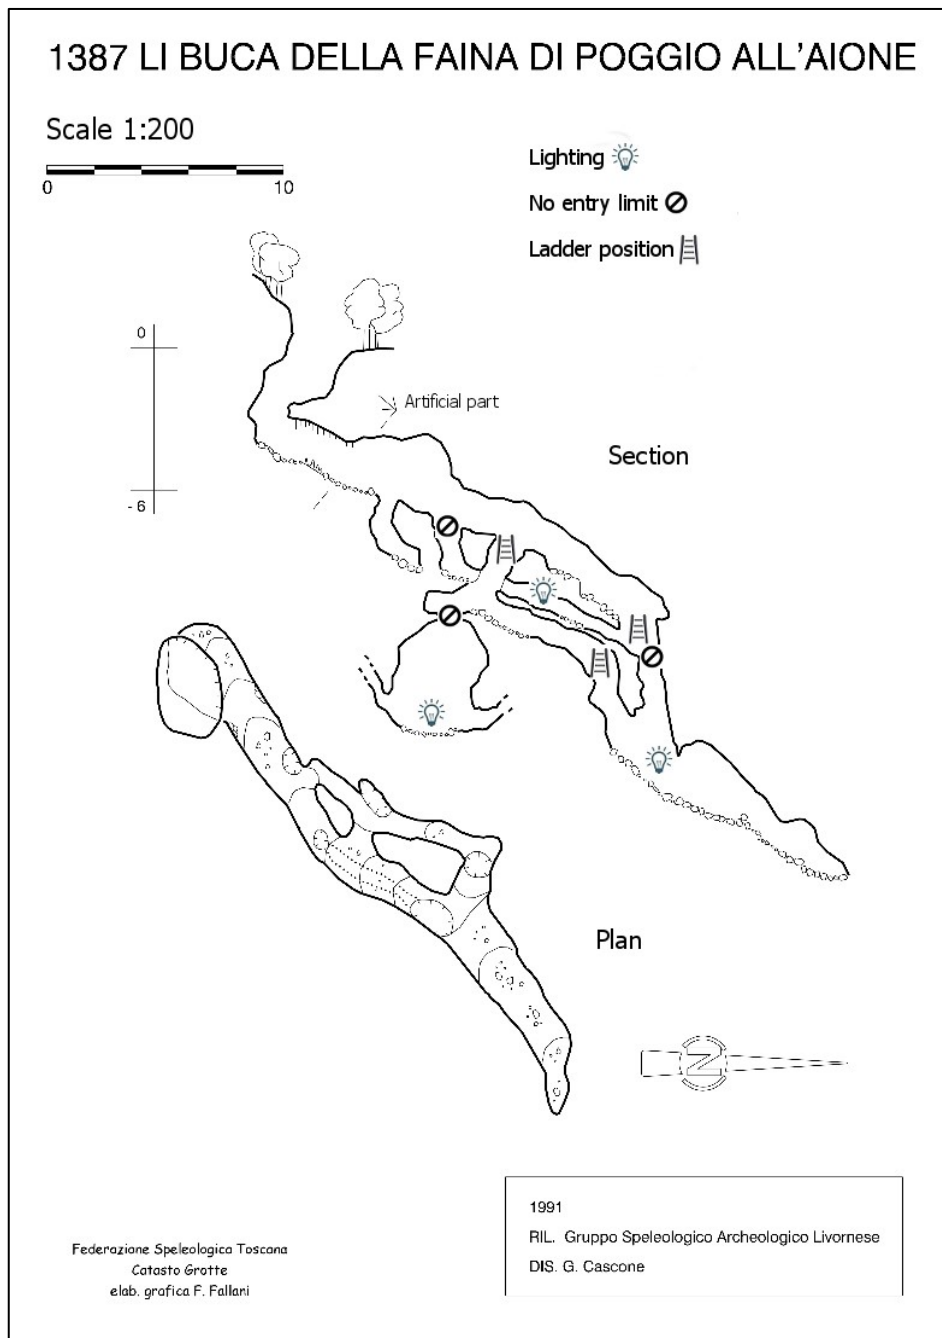 1387 LI BUCA DELLA FAINA DI POGGIO ALL'AIONE
Scale 1:200
0 10
Lighting
No entry limit
Ladder position
0
Artificial part
Section
- 6
Plan
N
1991
RIL. Gruppo Speleologico Archeologico Livornese
DIS. G. Cascone
Federazione Speleologica Toscana
Catasto Grotte
elab. grafica F. Fallani